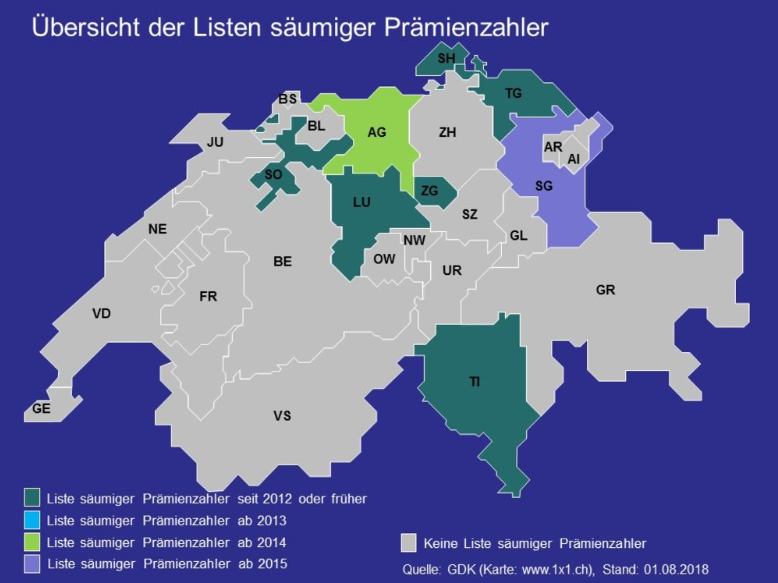 Übersicht der Listen säumiger Prämienzahler
SH
TG
BS
BL
AG
ZH
JU
AR
AI
SO
ZG
SG
LU
SZ
NE
NW
GL
BE
OW
UR
FR
GR
VD
TI
GE
VS
Liste säumiger Prämienzahler seit 2012 oder früher
Liste säumiger Prämienzahler ab 2013
Liste säumiger Prämienzahler ab 2014
Liste säumiger Prämienzahler ab 2015
Keine Liste säumiger Prämienzahler
Quelle: GDK (Karte: www.1x1.ch), Stand: 01.08.2018